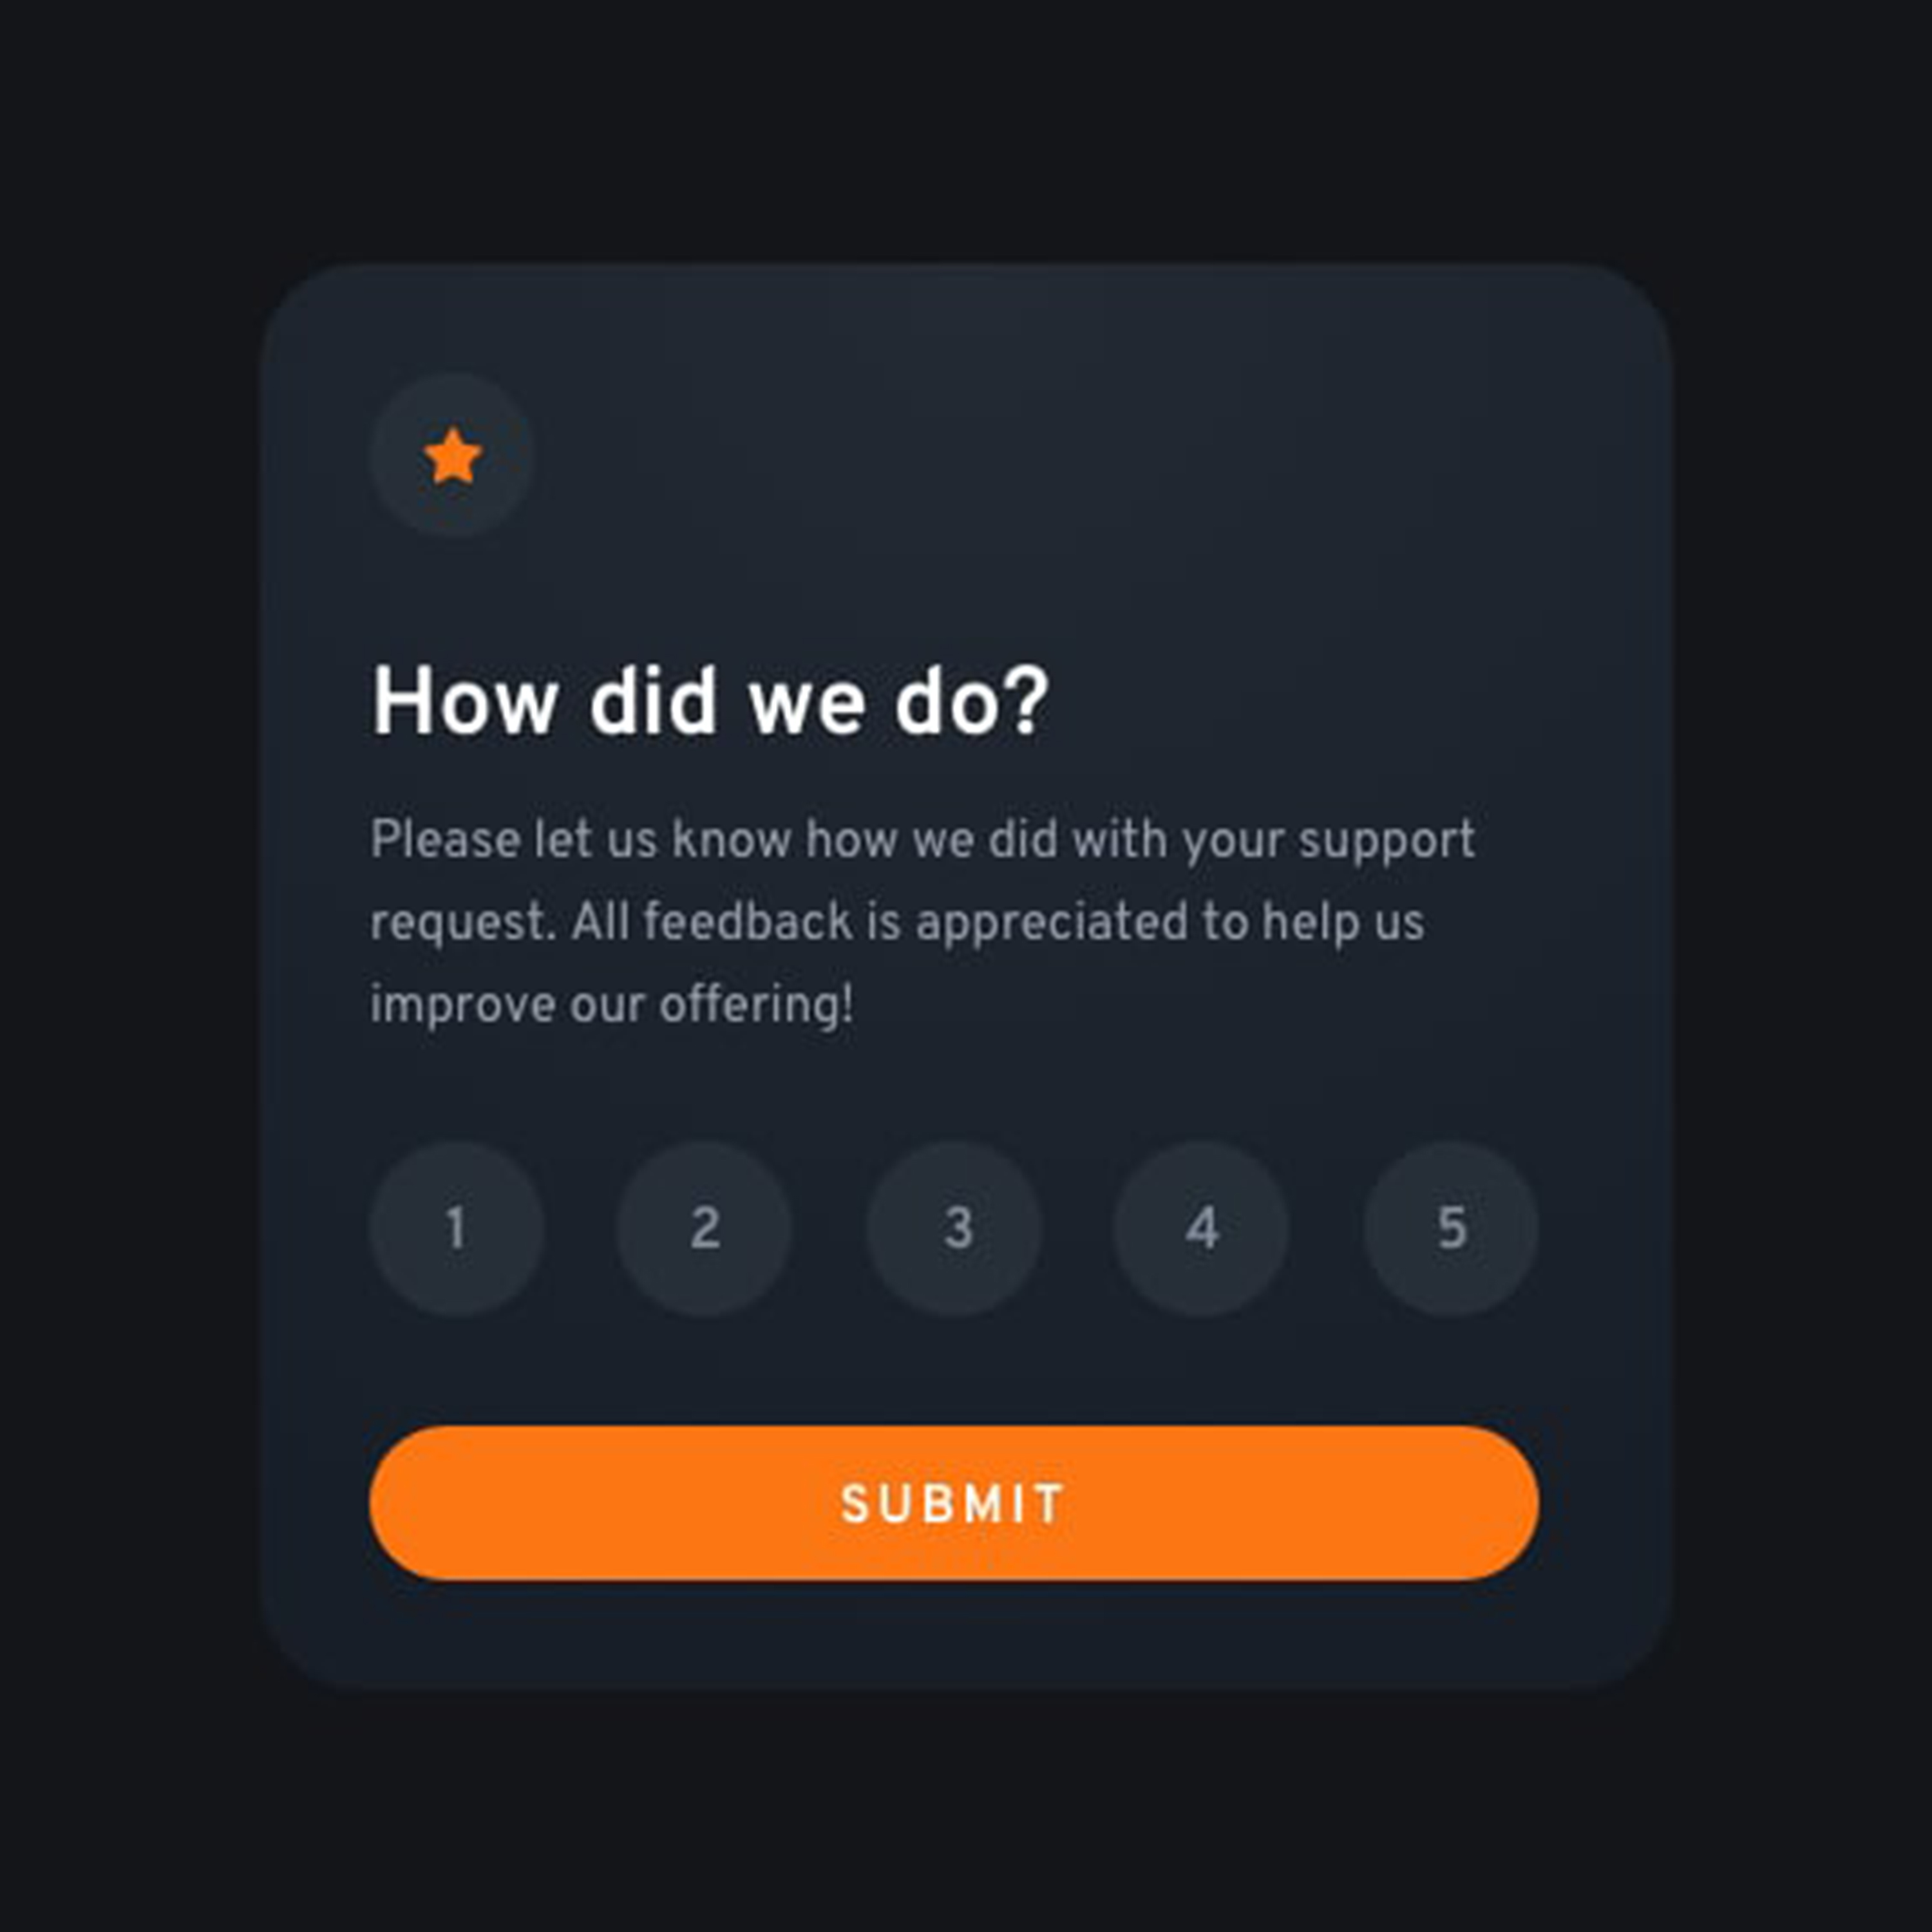 How did we do?
Please let us know how we did with your support
request. All feedback is appreciated to help us
improve our offering!
1 2 3 4 5
SUBMIT